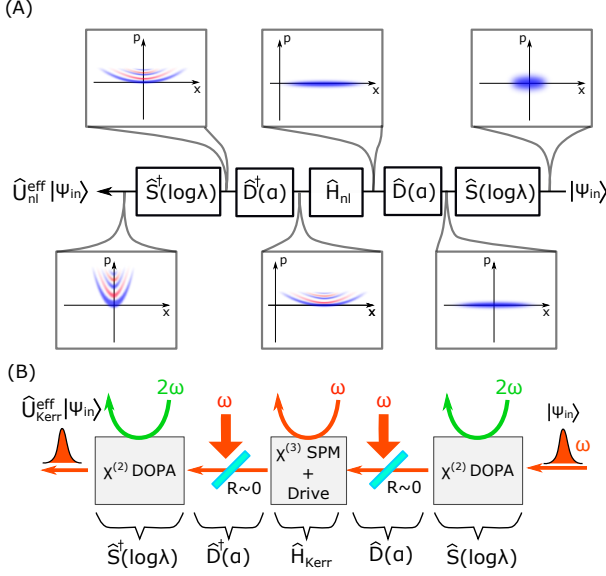 (A)
p
x
p
x
p
x
Û_nl^eff |Ψ_in⟩
Ŝ†(logλ)
D̂†(α)
Ĥ_nl
D̂(α)
Ŝ(logλ)
|Ψ_in⟩
p
x
p
x
p
x
(B)
Û_Kerr^eff |Ψ_in⟩
2ω
ω
ω
ω
2ω
|Ψ_in⟩
ω
χ^(2) DOPA
R~0
χ^(3) SPM
+
Drive
R~0
χ^(2) DOPA
Ŝ†(logλ)
D̂†(α)
Ĥ_Kerr
D̂(α)
Ŝ(logλ)